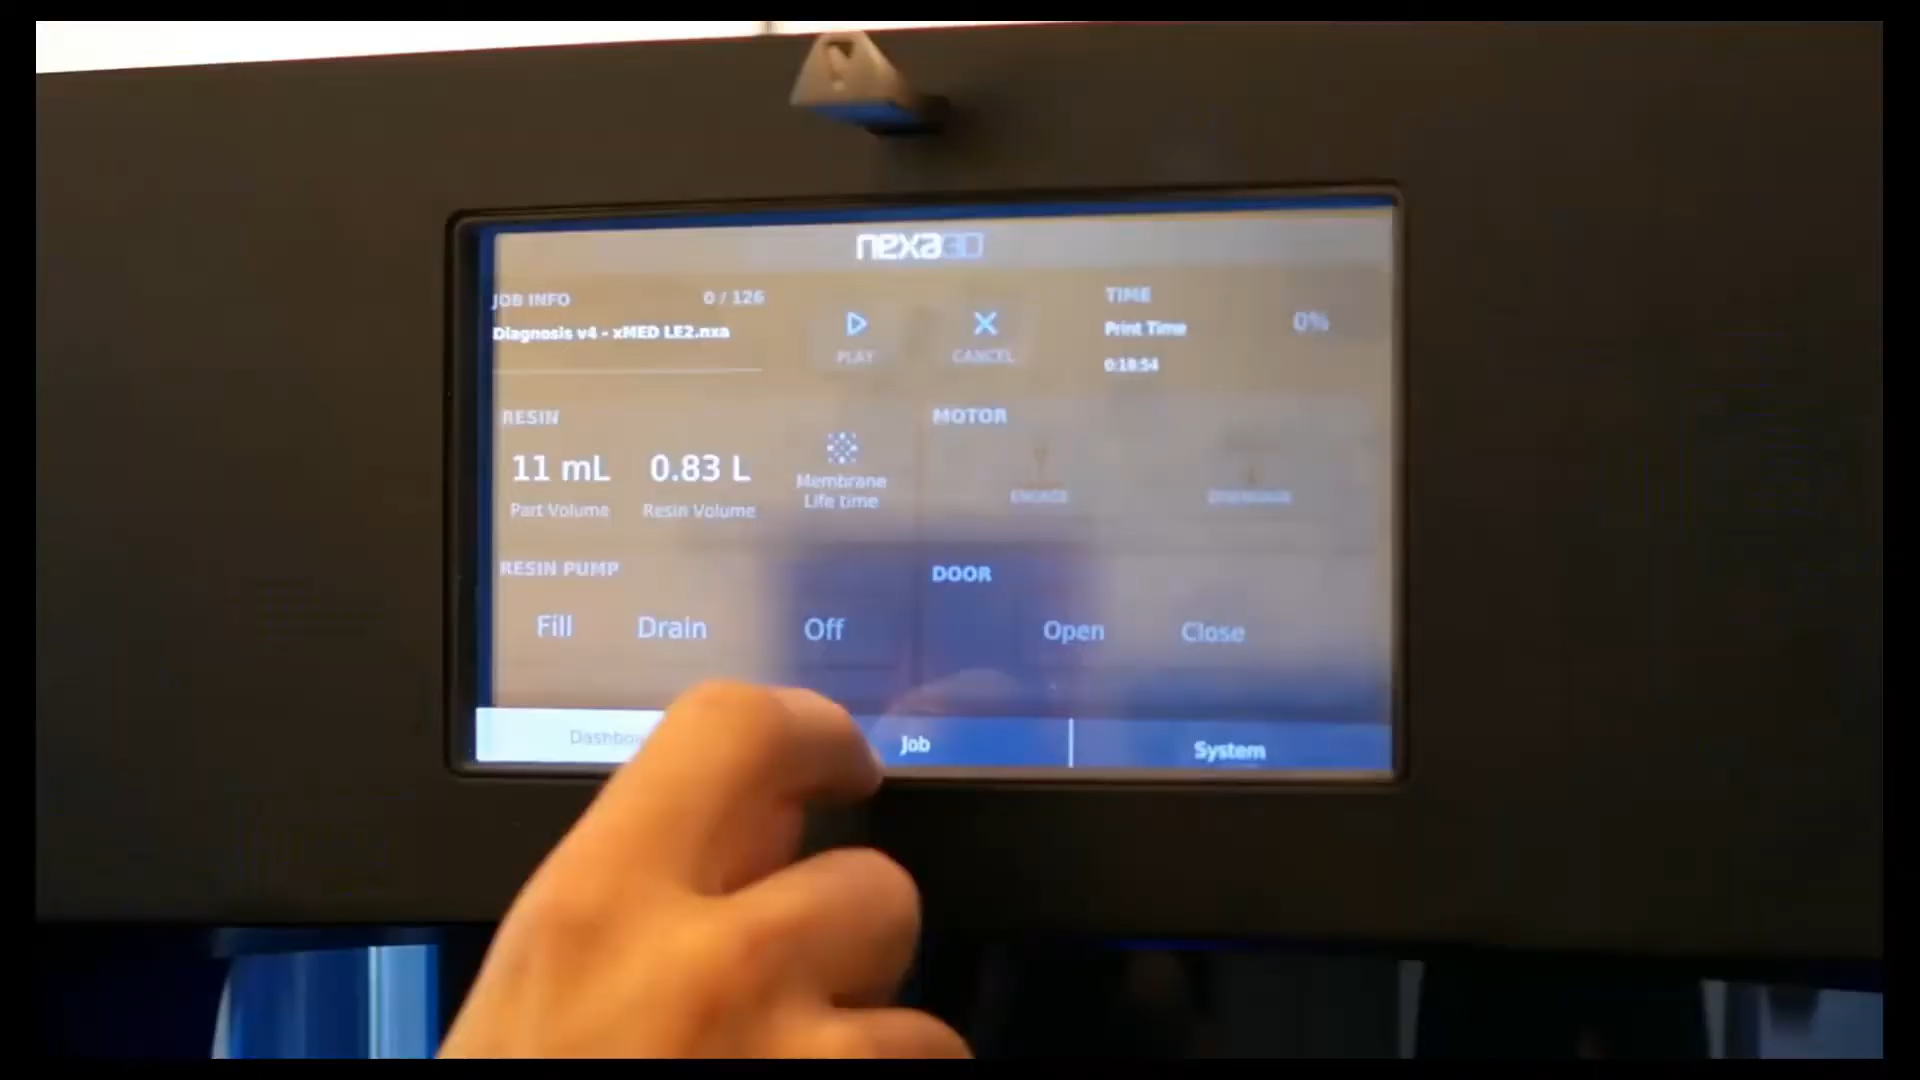 nexa3D
JOB INFO 0 / 126
Diagnosis v4 - xMED LE2.nxa
PLAY
CANCEL
TIME
Print Time
0:18:54
0%
RESIN
11 mL
Part Volume
0.83 L
Resin Volume
Membrane
Life time
MOTOR
ENGAGE
RESIN PUMP
Fill
Drain
Off
DOOR
Open
Close
Job
System